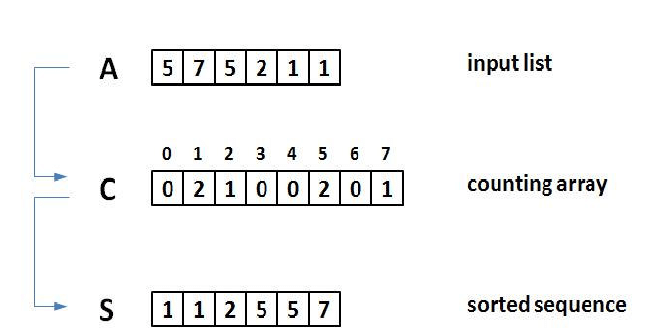 A 5 7 5 2 1 1 input list
0 1 2 3 4 5 6 7
C 0 2 1 0 0 2 0 1 counting array
S 1 1 2 5 5 7 sorted sequence